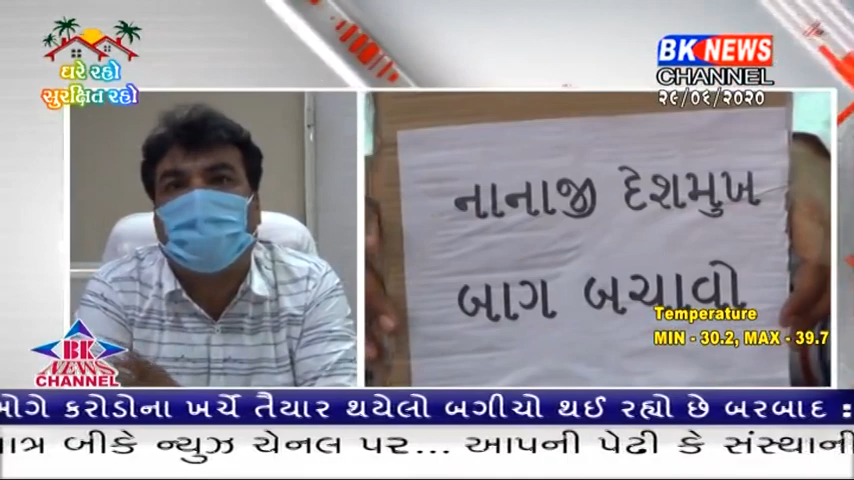 ઘરે રહો
સુરક્ષિત રહો
BK NEWS
CHANNEL
૨૯/૦૬/૨૦૨૦
નાનાજી દેશમુખ
બાગ બચાવો
Temperature
MIN - 30.2, MAX - 39.7
BK
NEWS
CHANNEL
કરોડોના ખર્ચે તૈયાર થયેલો બગીચો થઈ રહ્યો છે બરબાદ :
બીકે ન્યુઝ ચેનલ પર... આપની પેઢી કે સંસ્થાની